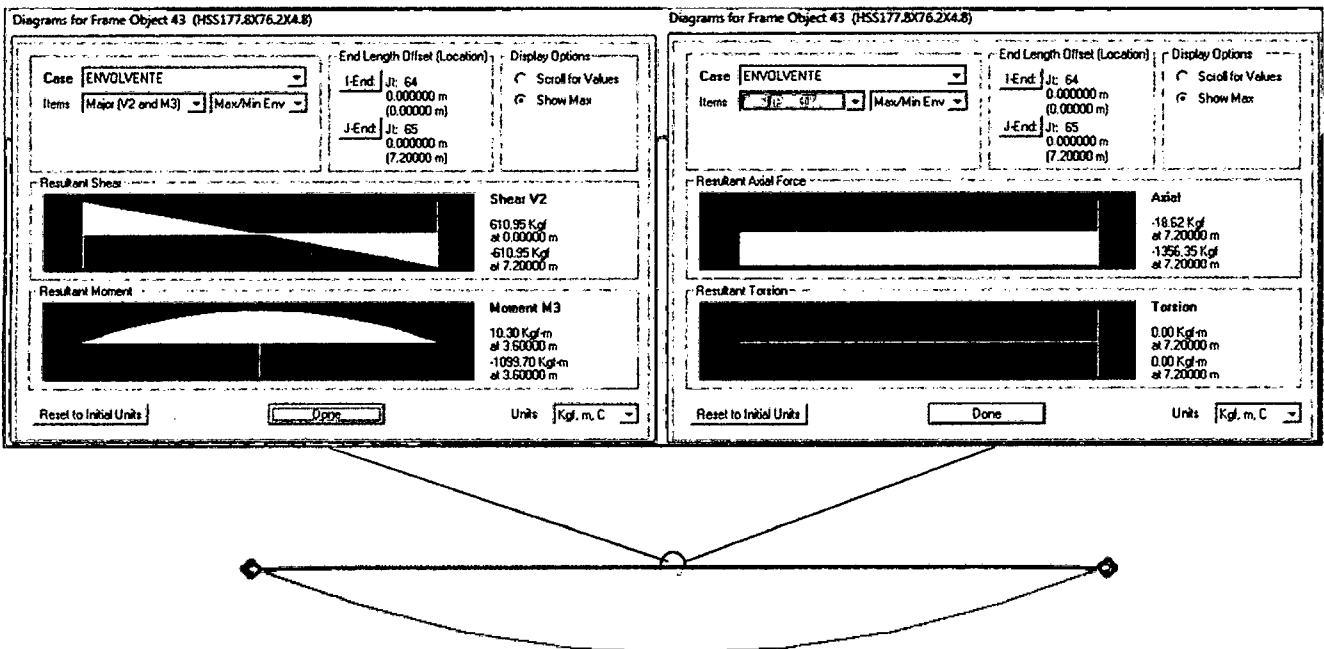 Diagrams for Frame Object 43 (HSS177.8X76.2X4.8)
Case ENVOLVENTE
Items Major (V2 and M3) Max/Min Env
End Length Offset (Location)
I-End: Jt: 64
0.000000 m
(0.00000 m)
J-End: Jt: 65
0.000000 m
(7.20000 m)
Display Options
Scroll for Values
Show Max
Resultant Shear
Shear V2
610.95 Kgf
at 0.00000 m
-610.95 Kgf
at 7.20000 m
Resultant Moment
Moment M3
10.30 Kgf-m
at 3.60000 m
-1099.70 Kgf-m
at 3.60000 m
Reset to Initial Units
Done
Units Kgf, m, C
Diagrams for Frame Object 43 (HSS177.8X76.2X4.8)
Case ENVOLVENTE
Items Max/Min Env
End Length Offset (Location)
I-End: Jt: 64
0.000000 m
(0.00000 m)
J-End: Jt: 65
0.000000 m
(7.20000 m)
Display Options
Scroll for Values
Show Max
Resultant Axial Force
Axial
-18.62 Kgf
at 7.20000 m
-1356.35 Kgf
at 7.20000 m
Resultant Torsion
Torsion
0.00 Kgf-m
at 7.20000 m
0.00 Kgf-m
at 7.20000 m
Reset to Initial Units
Done
Units Kgf, m, C